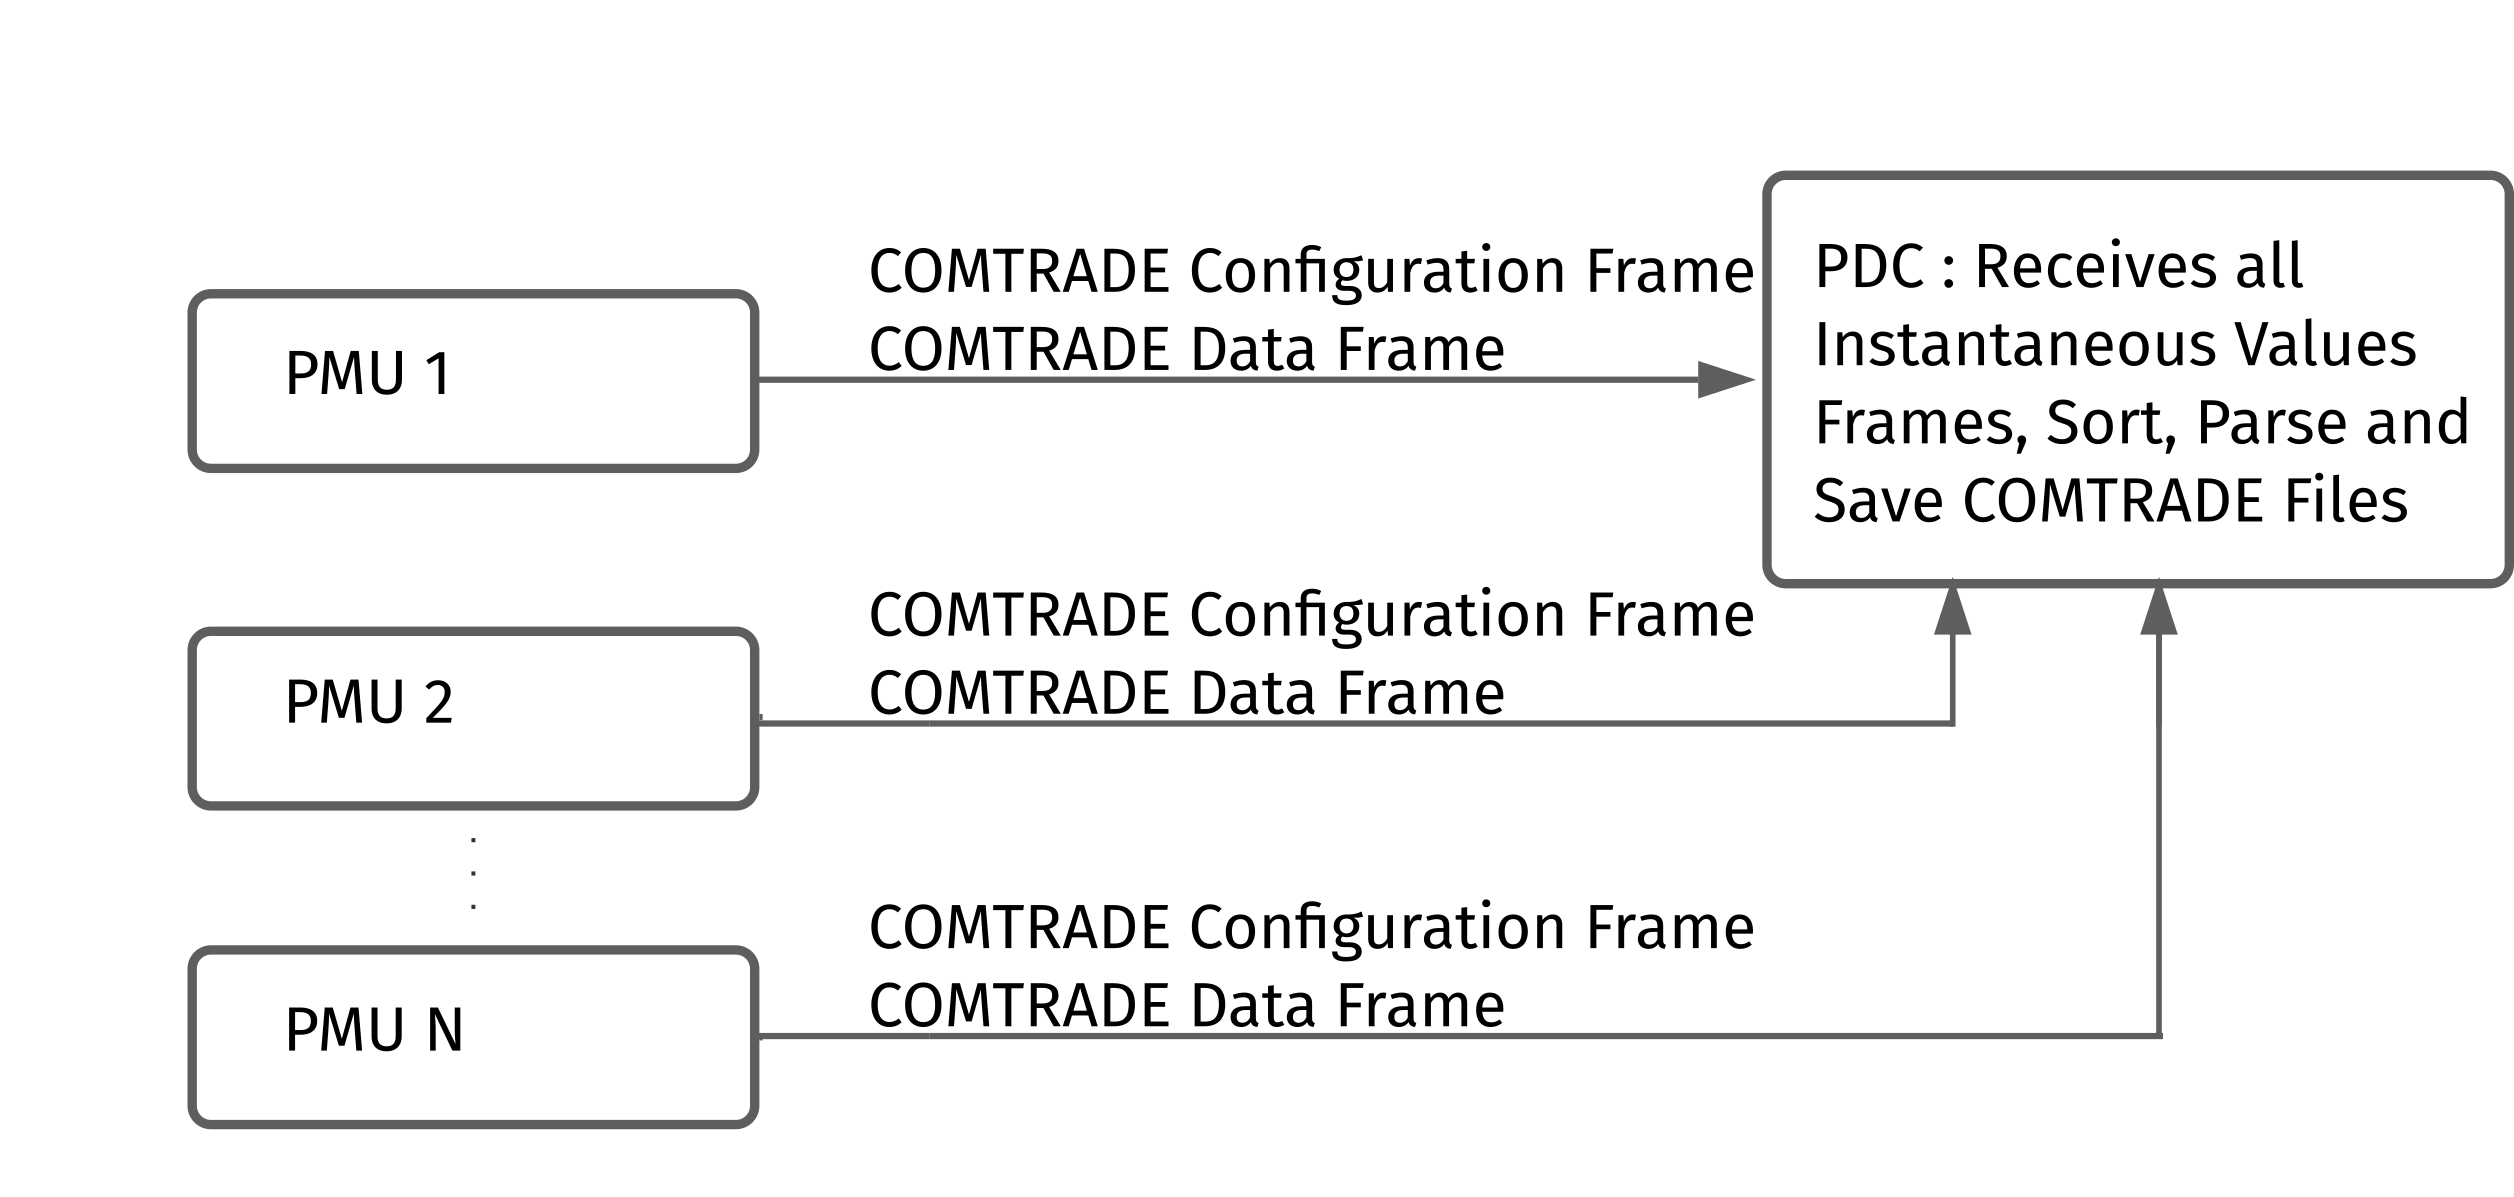 COMTRADE Configuration Frame
COMTRADE Data Frame
PMU 1
PDC : Receives all
Instantaneous Values
Frames, Sort, Parse and
Save COMTRADE Files
COMTRADE Configuration Frame
COMTRADE Data Frame
PMU 2
COMTRADE Configuration Frame
COMTRADE Data Frame
PMU N